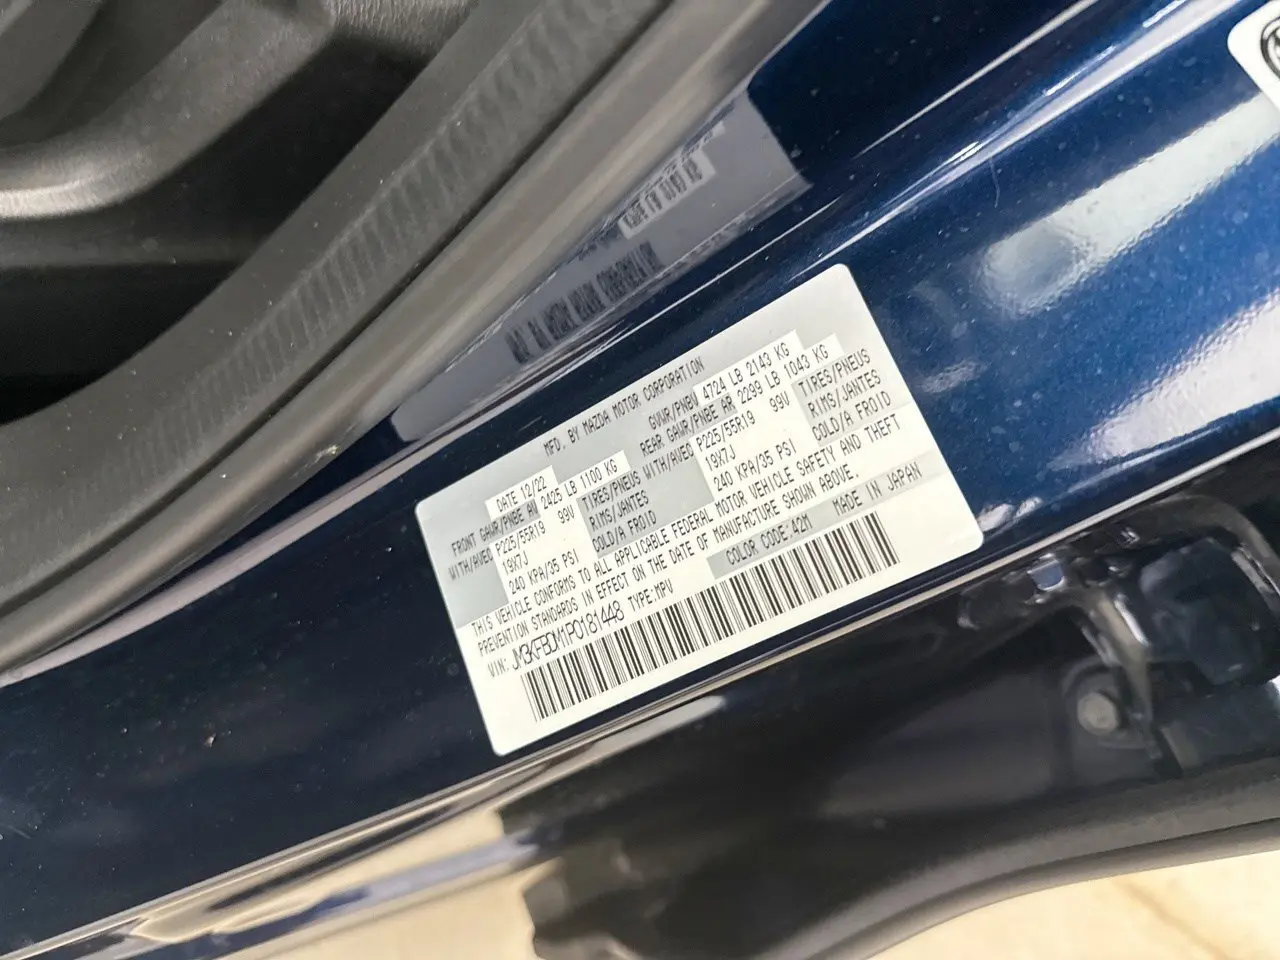 MFD. BY MAZDA MOTOR CORPORATION
DATE 12/22 GVWR/PNBV 4724 LB 2143 KG
FRONT GAWR/PNBE AV 2425 LB 1100 KG REAR GAWR/PNBE AR 2299 LB 1043 KG
WITH/AVEC P225/55R19 99V TIRES/PNEUS WITH/AVEC P225/55R19 99V TIRES/PNEUS
19X7J RIMS/JANTES 19X7J RIMS/JANTES
240 KPA/35 PSI COLD/A FROID 240 KPA/35 PSI COLD/A FROID
THIS VEHICLE CONFORMS TO ALL APPLICABLE FEDERAL MOTOR VEHICLE SAFETY AND THEFT
PREVENTION STANDARDS IN EFFECT ON THE DATE OF MANUFACTURE SHOWN ABOVE.
VIN: JM3KFBDM1P0181448 TYPE:MPV COLOR CODE:42M MADE IN JAPAN